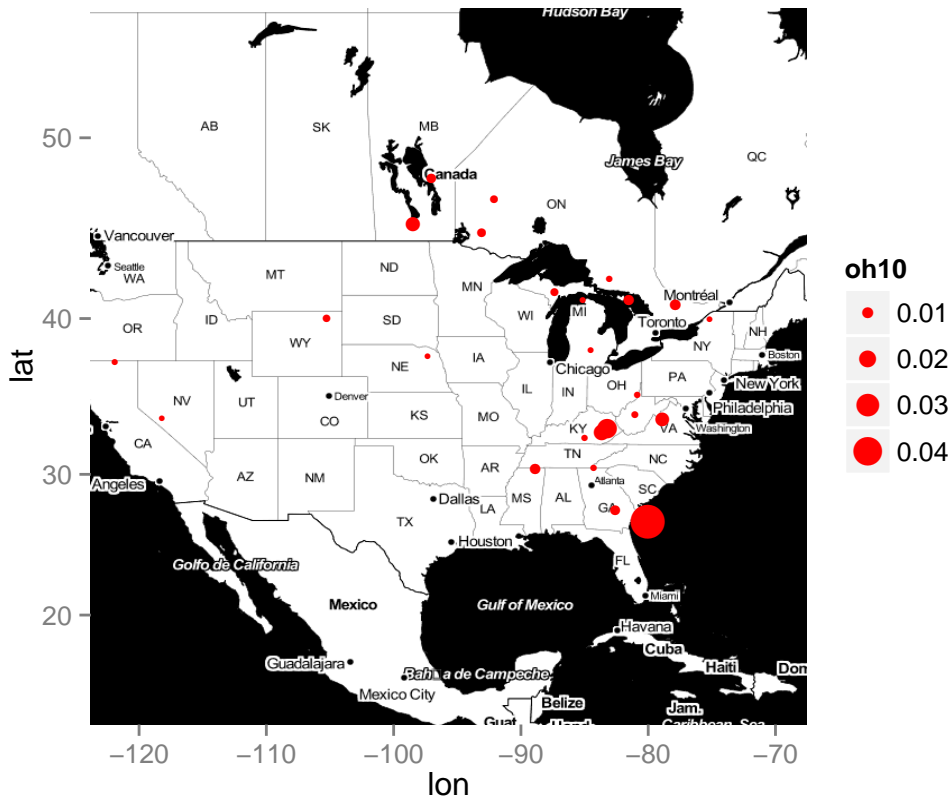 Hudson Bay
50
AB
SK
MB
James Bay
QC
Canada
ON
Vancouver
Seattle
WA
MT
ND
MN
Montréal
oh10
0.01
40
OR
ID
SD
WI
MI
Toronto
NH
WY
NY
Boston
0.02
lat
NE
IA
Chicago
PA
New York
NV
UT
Denver
IL
IN
OH
Philadelphia
0.03
CO
KS
MO
KY
VA
Washington
CA
TN
NC
0.04
30
Angeles
AZ
NM
OK
AR
Atlanta
SC
Dallas
MS
AL
GA
LA
TX
Houston
FL
Golfo de California
Miami
20
Mexico
Gulf of Mexico
Havana
Cuba
Guadalajara
Haiti
Dom
Mexico City
de Campeche
Belize
Jam.
Guat
Caribbean Sea
−120
−110
−100
−90
−80
−70
lon